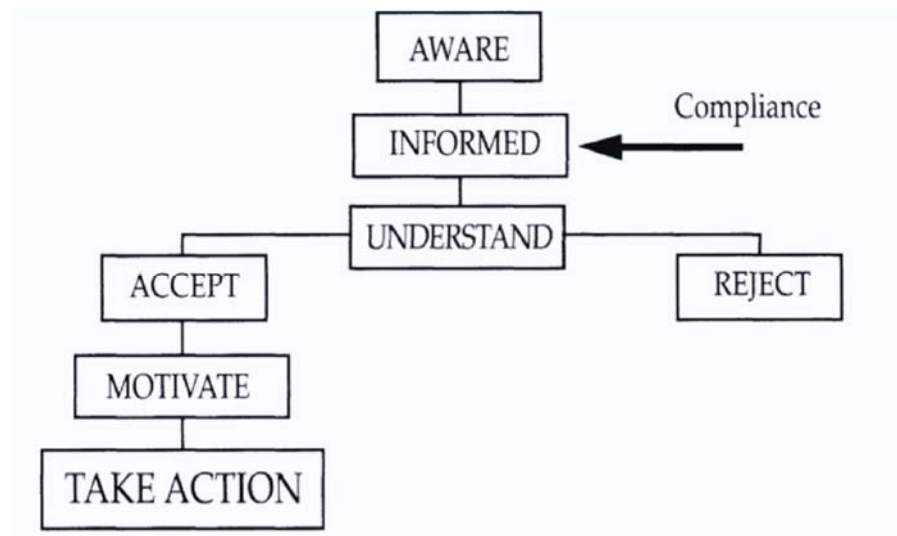 AWARE
Compliance
INFORMED
UNDERSTAND
ACCEPT
REJECT
MOTIVATE
TAKE ACTION